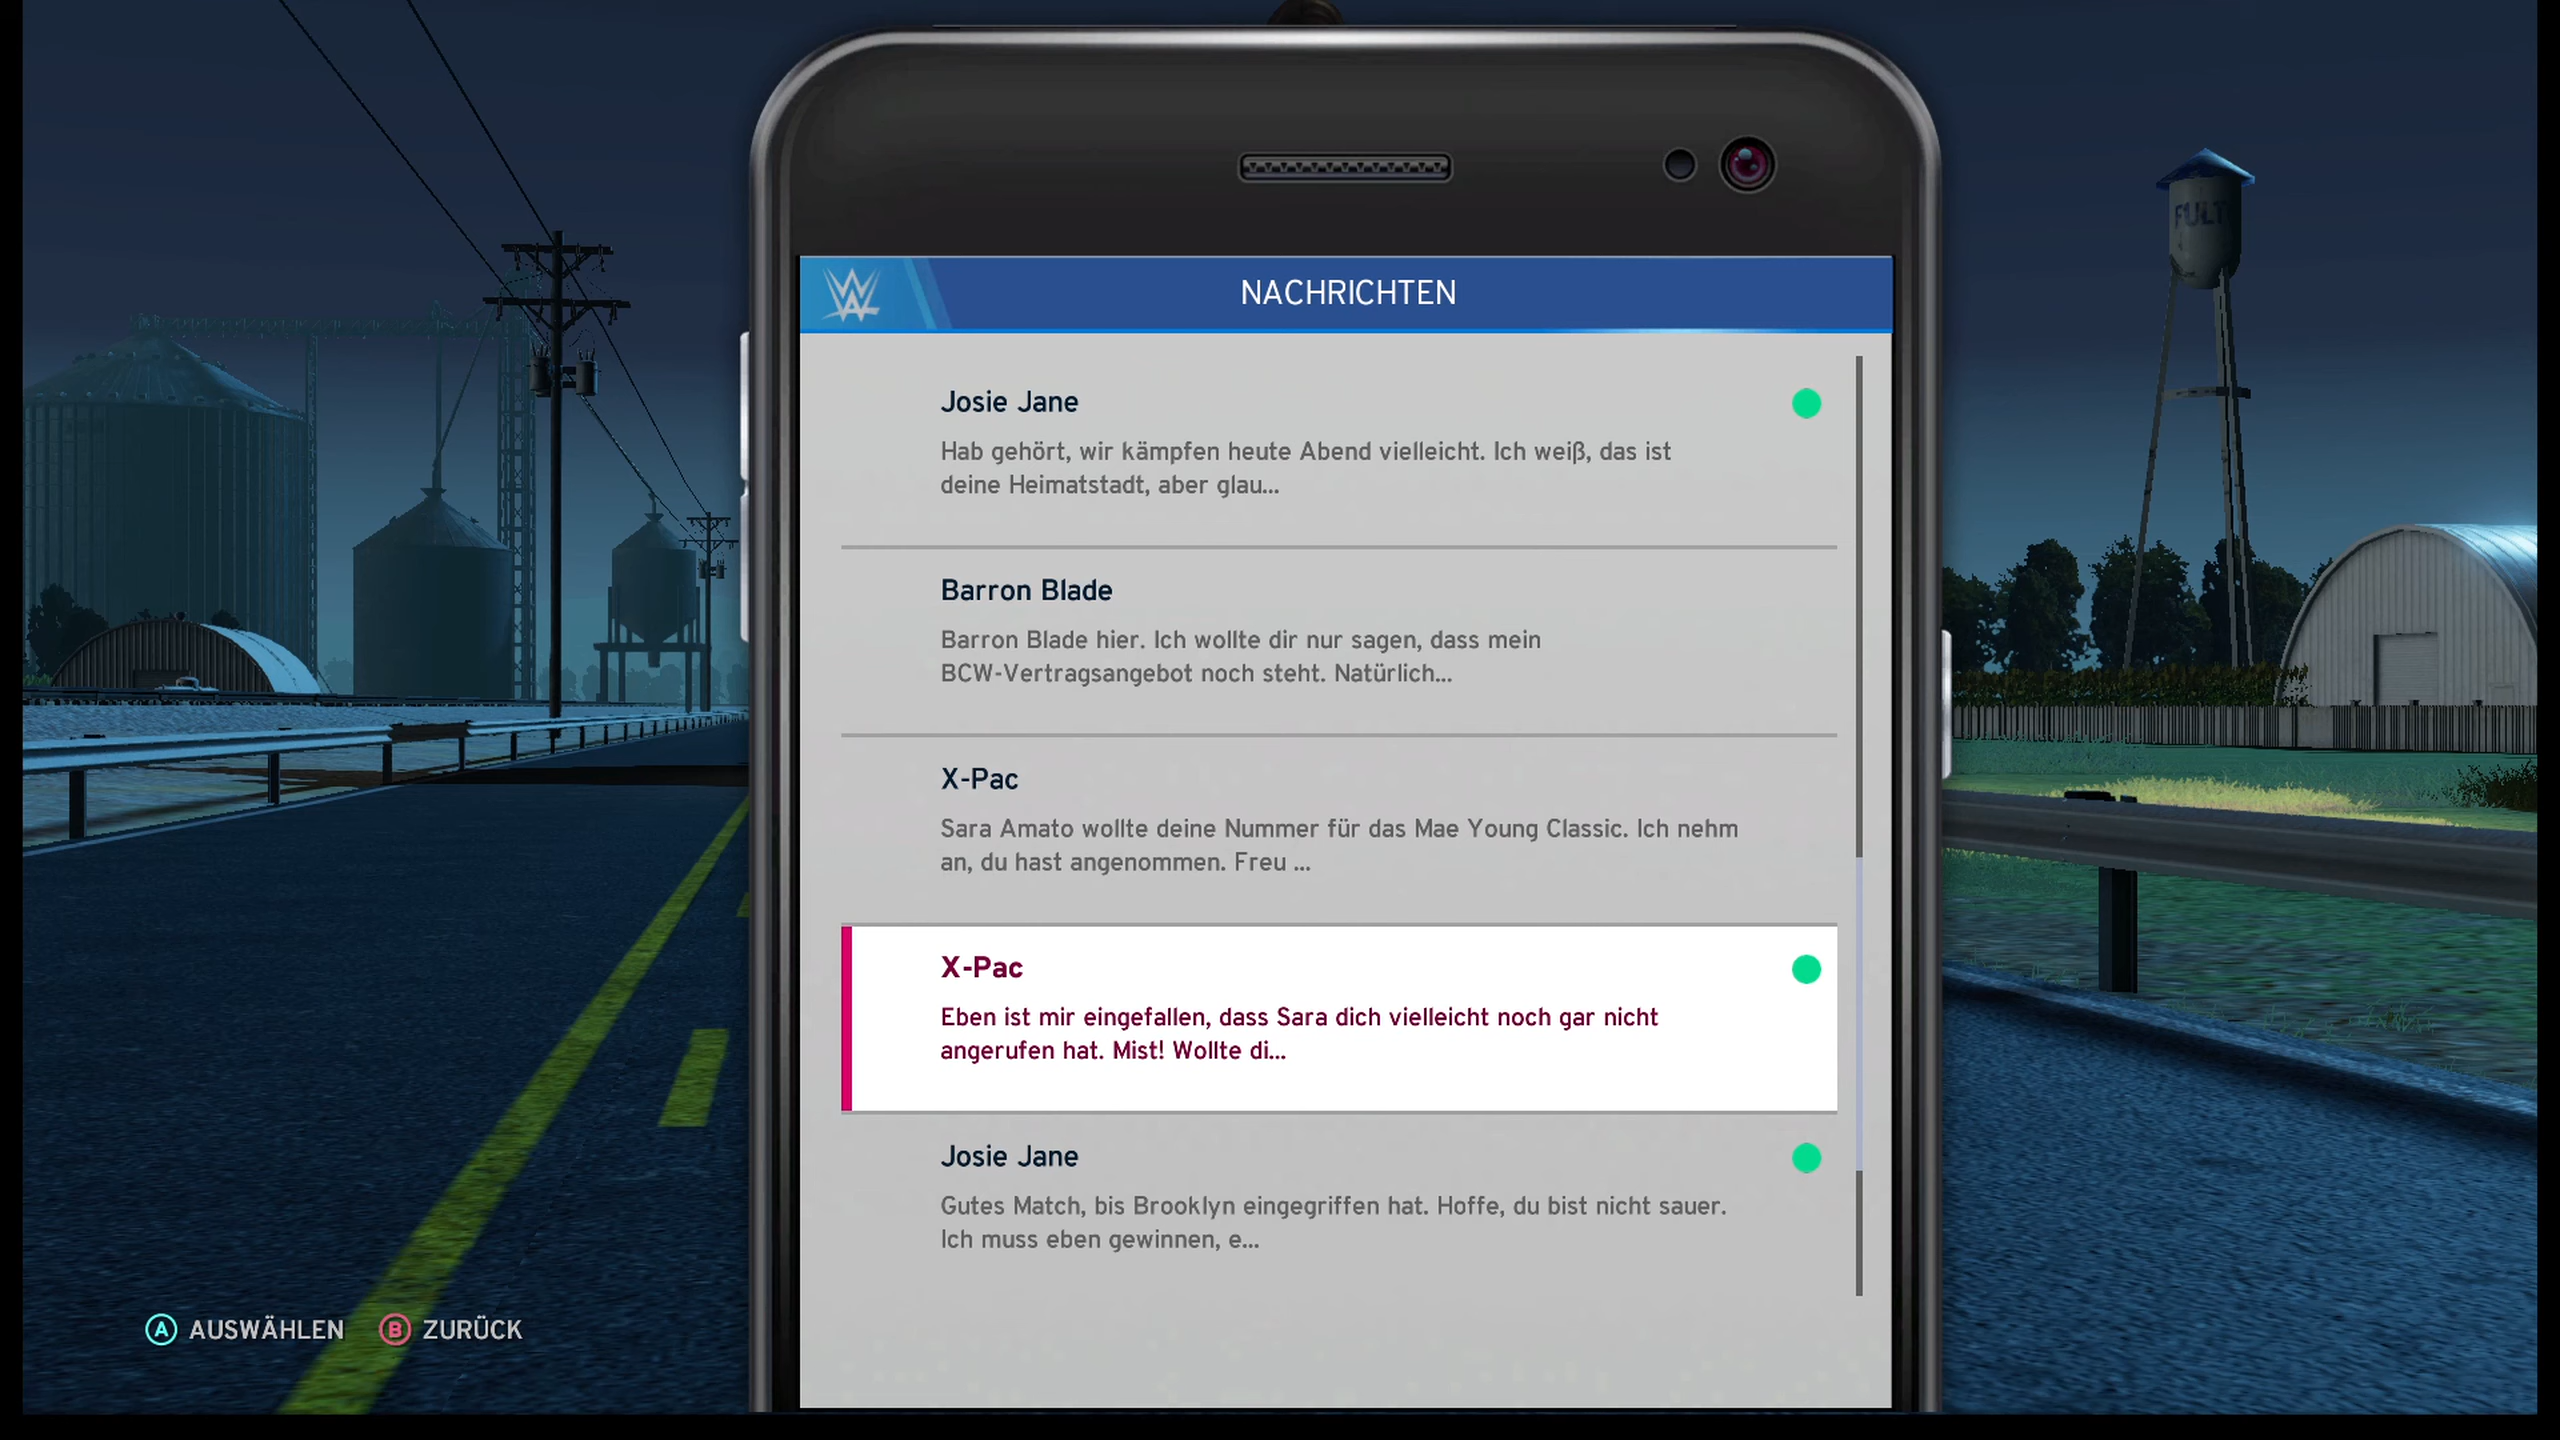 FULT
NACHRICHTEN
Josie Jane
Hab gehört, wir kämpfen heute Abend vielleicht. Ich weiß, das ist
deine Heimatstadt, aber glau...
Barron Blade
Barron Blade hier. Ich wollte dir nur sagen, dass mein
BCW-Vertragsangebot noch steht. Natürlich...
X-Pac
Sara Amato wollte deine Nummer für das Mae Young Classic. Ich nehm
an, du hast angenommen. Freu ...
X-Pac
Eben ist mir eingefallen, dass Sara dich vielleicht noch gar nicht
angerufen hat. Mist! Wollte di...
Josie Jane
Gutes Match, bis Brooklyn eingegriffen hat. Hoffe, du bist nicht sauer.
Ich muss eben gewinnen, e...
A AUSWÄHLEN B ZURÜCK